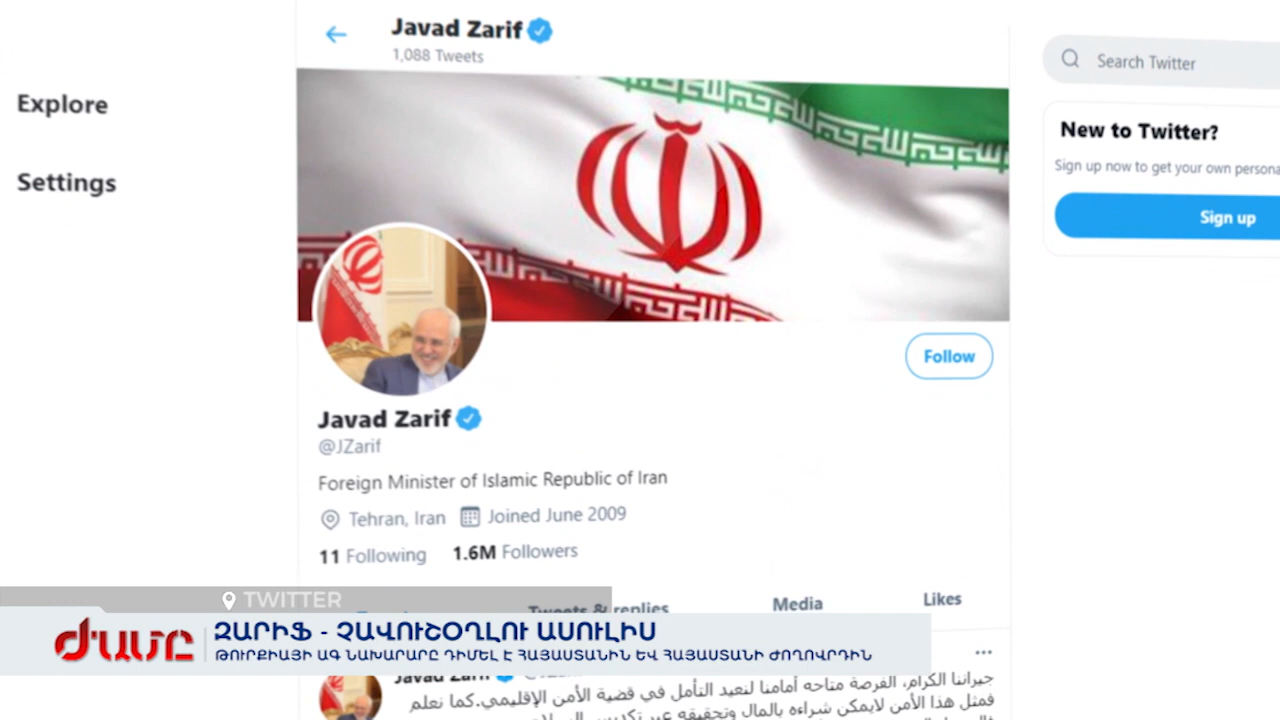 Javad Zarif
1,088 Tweets
Search Twitter
Explore
New to Twitter?
Sign up now to get your own persona
Settings
Sign up
Follow
Javad Zarif
@JZarif
Foreign Minister of Islamic Republic of Iran
Tehran, Iran Joined June 2009
11 Following 1.6M Followers
Tweets & replies Media Likes
TWITTER
ԺԱՄԸ
ԶԱՐԻՖ - ՉԱՎՈՒՇՕՂԼՈՒ ԱՍՈՒԼԻՍ
ԹՈՒՐՔԻԱՅԻ ԱԳ ՆԱԽԱՐԱՐԸ ԴԻՄԵԼ Է ՀԱՅԱՍՏԱՆԻՆ ԵՎ ՀԱՅԱՍՏԱՆԻ ԺՈՂՈՎՐԴԻՆ
Javad Zarif
جيراننا الكرام، الفرصة متاحه أمامنا لنعيد التأمل في قضية الأمن الإقليمي.كما نعلم
فمثل هذا الأمن لايمكن شراءه بالمال وتحقيقه عبر تكديس